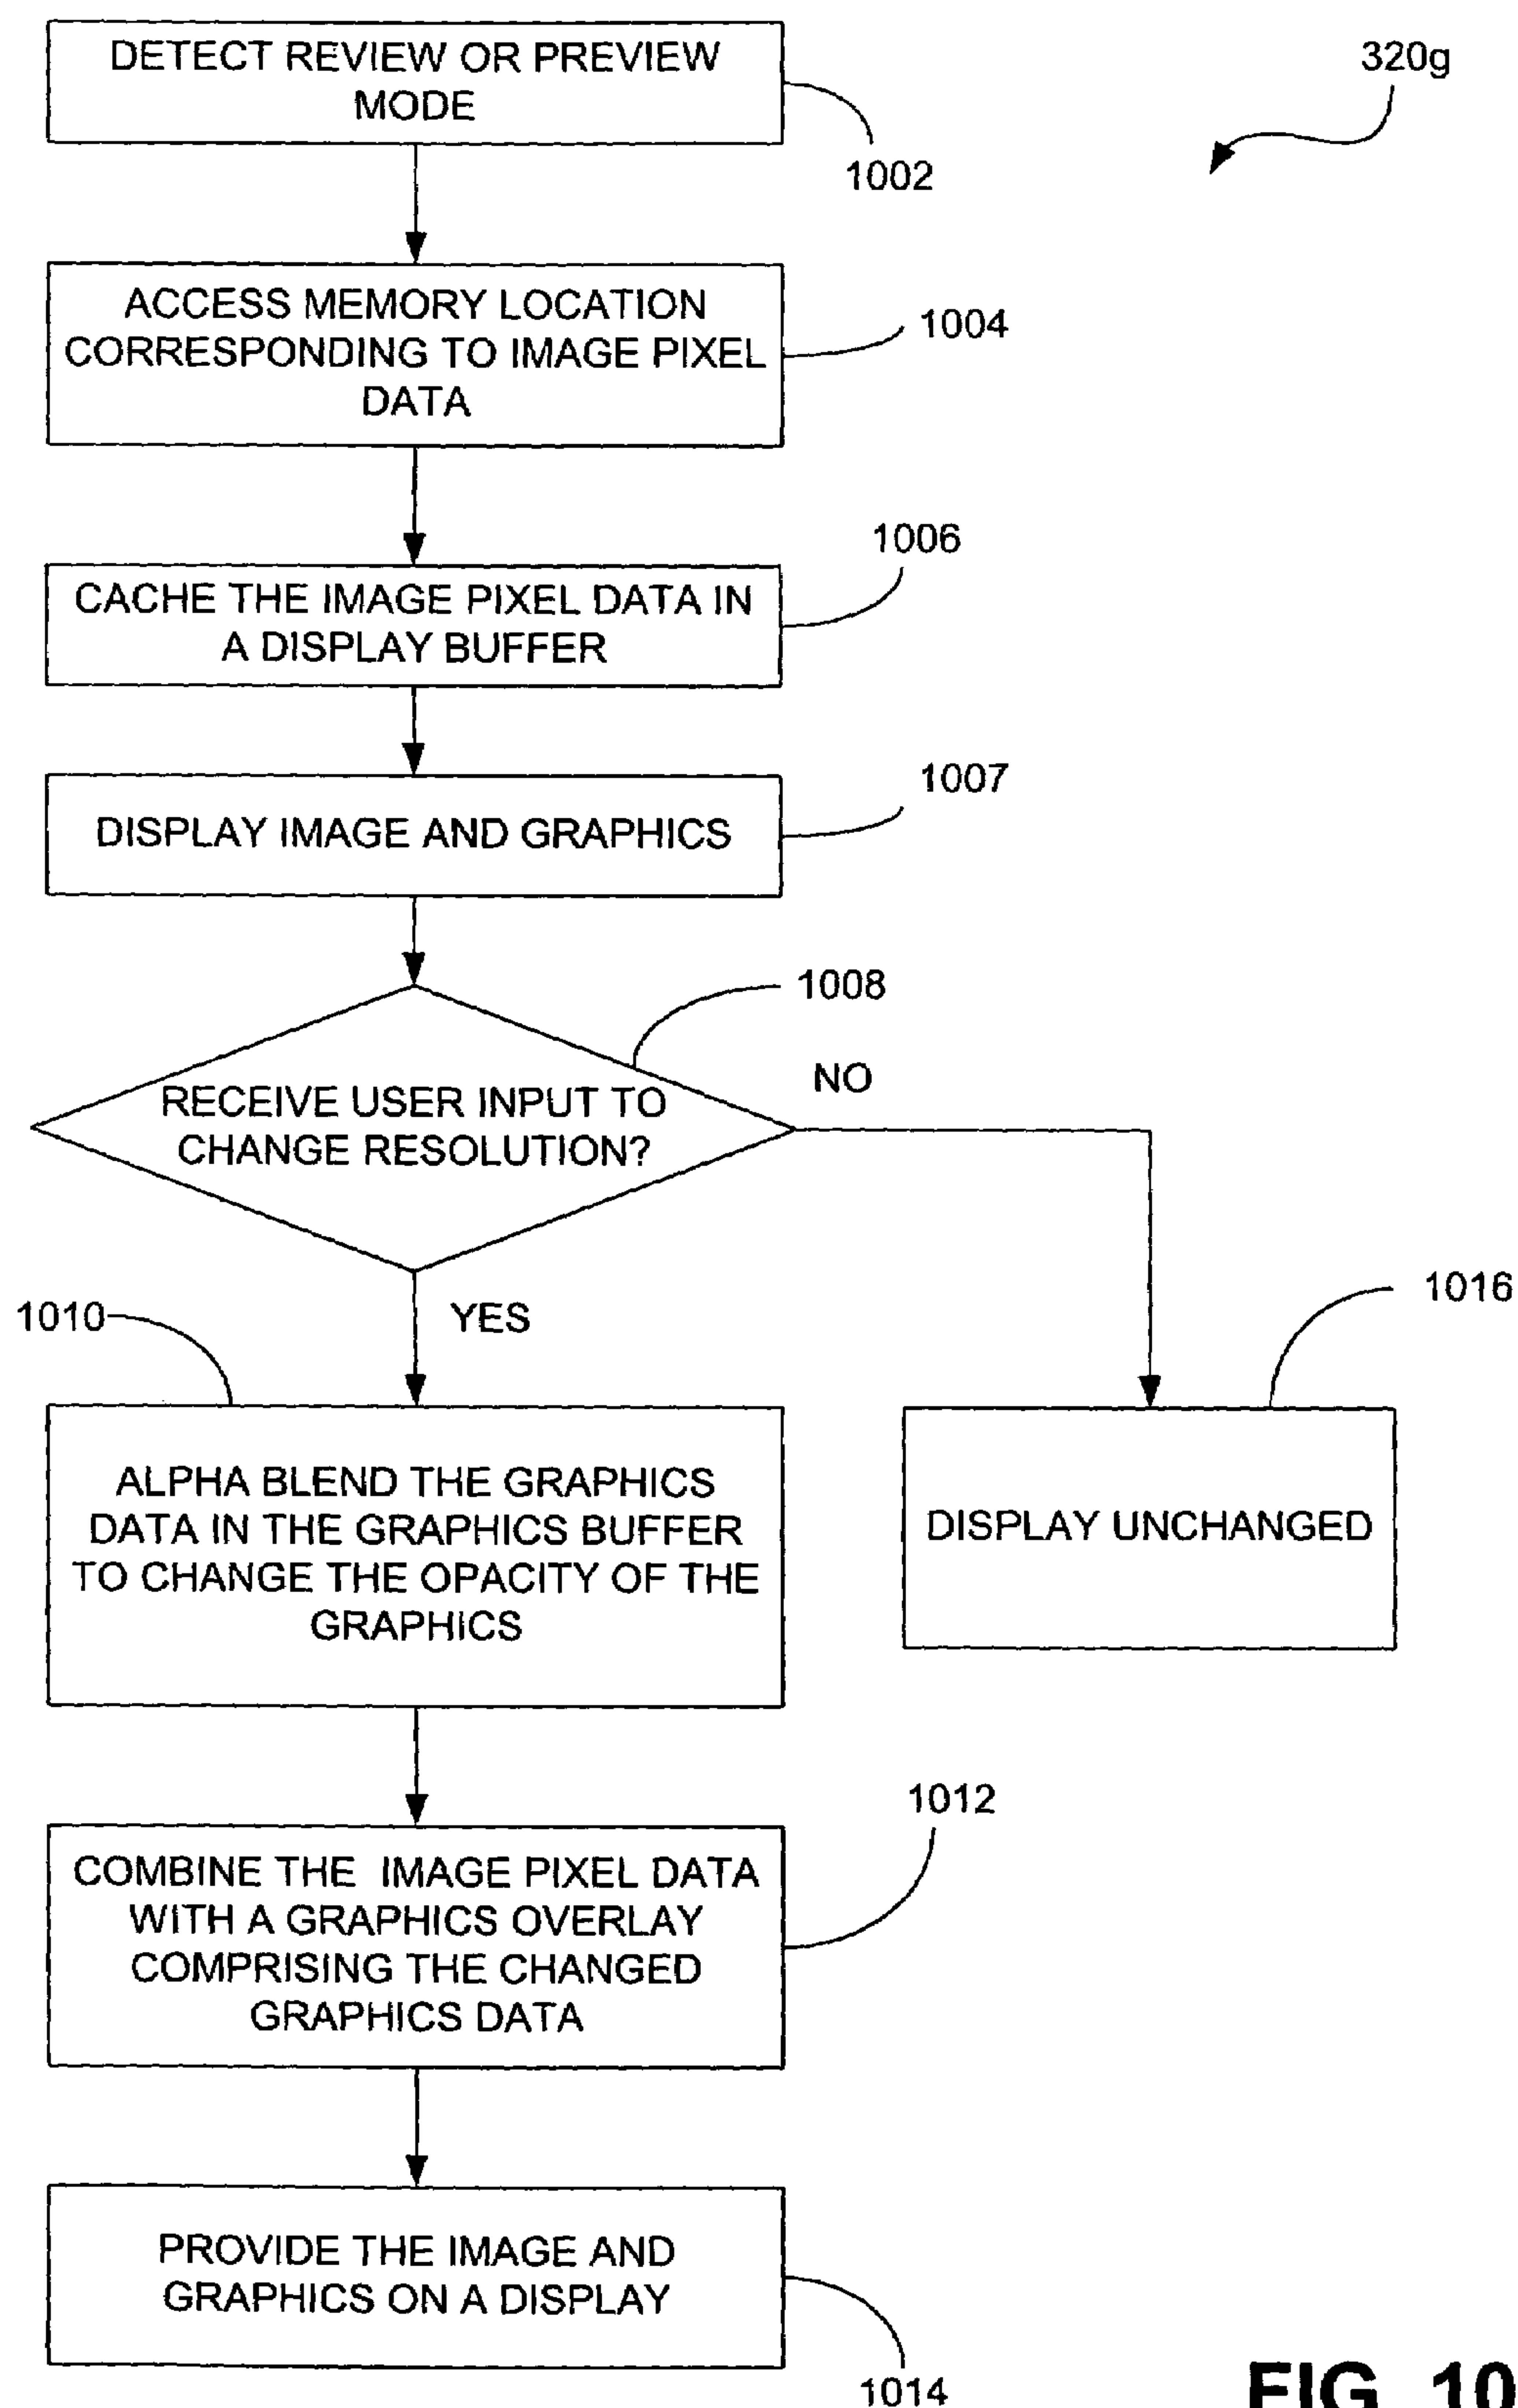 DETECT REVIEW OR PREVIEW
MODE
320g
1002
ACCESS MEMORY LOCATION
CORRESPONDING TO IMAGE PIXEL
DATA
1004
1006
CACHE THE IMAGE PIXEL DATA IN
A DISPLAY BUFFER
1007
DISPLAY IMAGE AND GRAPHICS
1008
NO
RECEIVE USER INPUT TO
CHANGE RESOLUTION?
1010
YES
1016
ALPHA BLEND THE GRAPHICS
DATA IN THE GRAPHICS BUFFER
TO CHANGE THE OPACITY OF THE
GRAPHICS
DISPLAY UNCHANGED
1012
COMBINE THE IMAGE PIXEL DATA
WITH A GRAPHICS OVERLAY
COMPRISING THE CHANGED
GRAPHICS DATA
PROVIDE THE IMAGE AND
GRAPHICS ON A DISPLAY
1014
FIG. 10